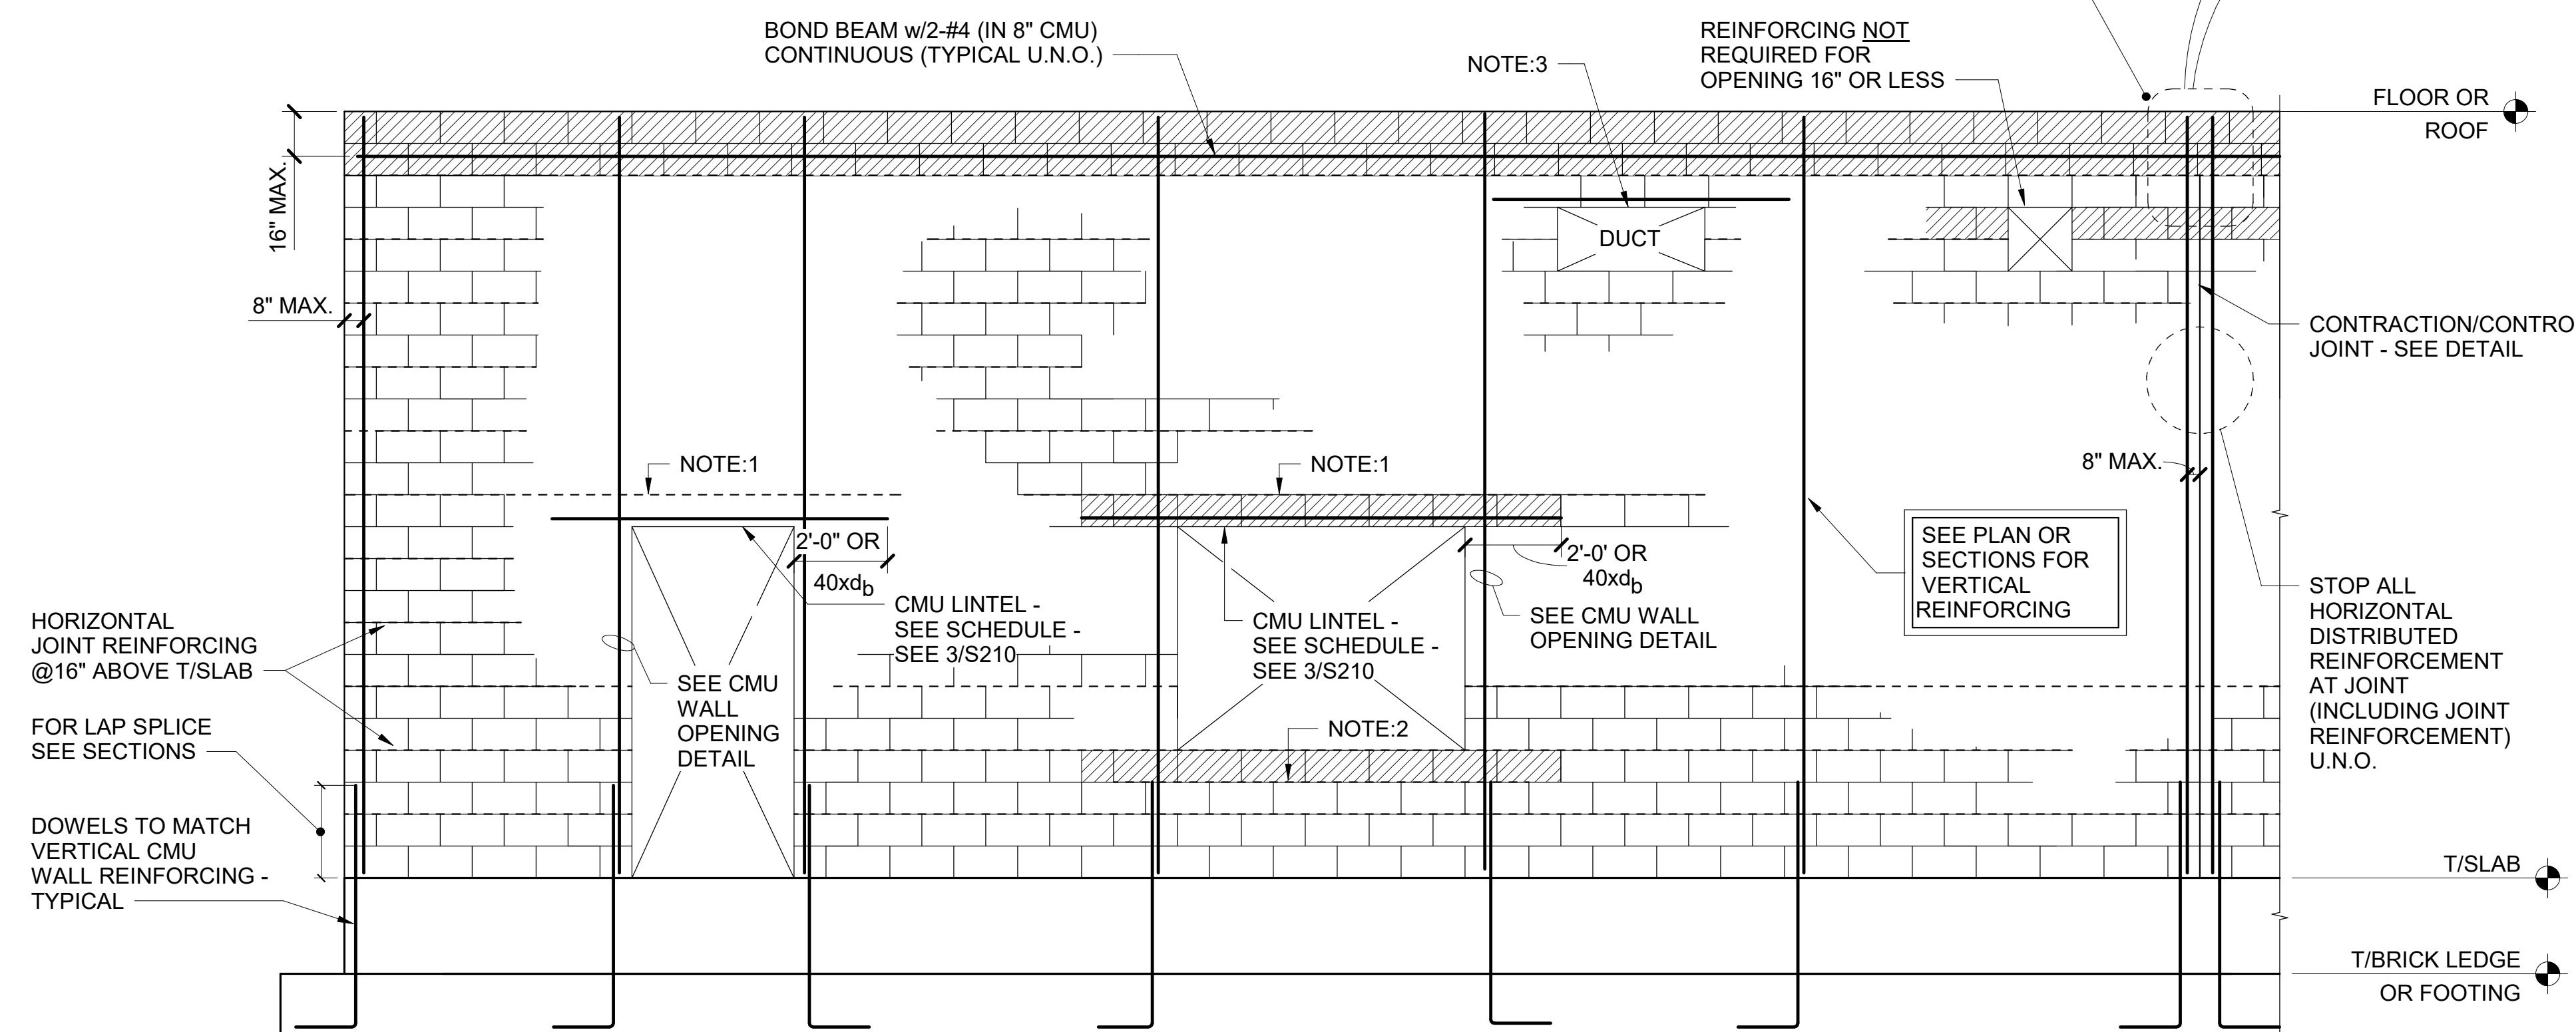 BOND BEAM w/2-#4 (IN 8" CMU)
CONTINUOUS (TYPICAL U.N.O.)
NOTE:3
REINFORCING NOT
REQUIRED FOR
OPENING 16" OR LESS
FLOOR OR
ROOF
16" MAX.
DUCT
8" MAX.
CONTRACTION/CONTRO
JOINT - SEE DETAIL
NOTE:1
NOTE:1
8" MAX.
2'-0" OR
40xdb
2'-0' OR
40xdb
SEE PLAN OR
SECTIONS FOR
VERTICAL
REINFORCING
CMU LINTEL -
SEE SCHEDULE -
SEE 3/S210
CMU LINTEL -
SEE SCHEDULE -
SEE 3/S210
SEE CMU WALL
OPENING DETAIL
STOP ALL
HORIZONTAL
DISTRIBUTED
REINFORCEMENT
AT JOINT
(INCLUDING JOINT
REINFORCEMENT)
U.N.O.
HORIZONTAL
JOINT REINFORCING
@16" ABOVE T/SLAB
SEE CMU
WALL
OPENING
DETAIL
NOTE:2
FOR LAP SPLICE
SEE SECTIONS
DOWELS TO MATCH
VERTICAL CMU
WALL REINFORCING -
TYPICAL
T/SLAB
T/BRICK LEDGE
OR FOOTING